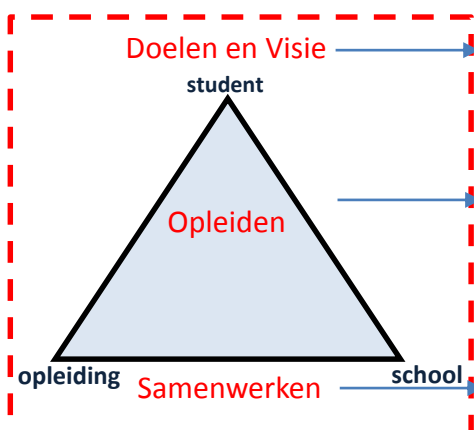 Doelen en Visie
student
Opleiden
opleiding
Samenwerken
school